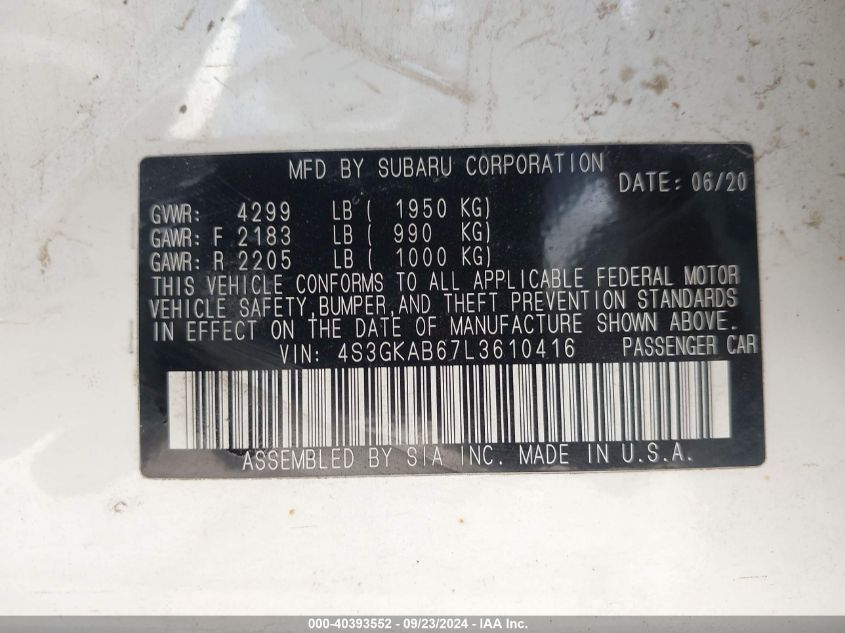 MFD BY SUBARU CORPORATION
DATE: 06/20
GVWR: 4299 LB ( 1950 KG)
GAWR: F 2183 LB ( 990 KG)
GAWR: R 2205 LB ( 1000 KG)
THIS VEHICLE CONFORMS TO ALL APPLICABLE FEDERAL MOTOR
VEHICLE SAFETY,BUMPER,AND THEFT PREVENTION STANDARDS
IN EFFECT ON THE DATE OF MANUFACTURE SHOWN ABOVE.
VIN: 4S3GKAB67L3610416 PASSENGER CAR
ASSEMBLED BY SIA INC. MADE IN U.S.A.
000-40393552 / 09/23/2024 - IAA Inc.